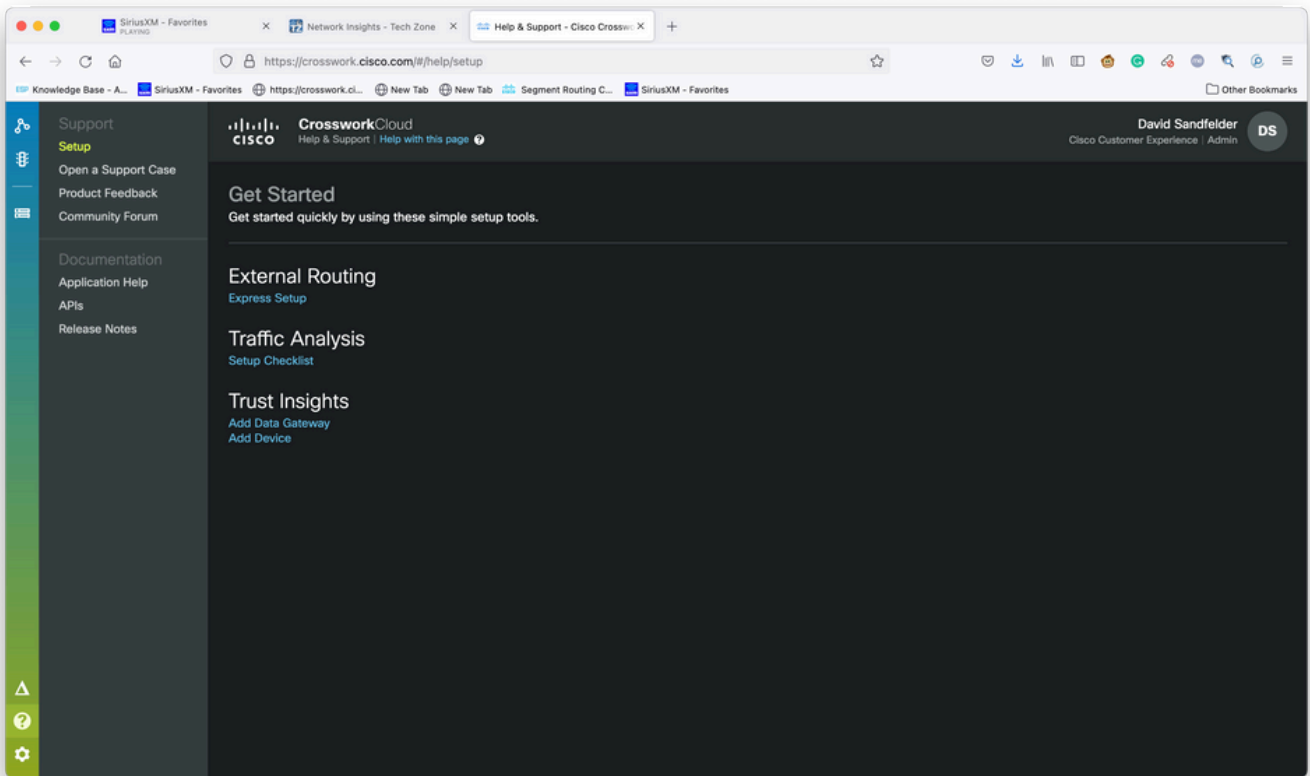 SiriusXM - Favorites
PLAYING
Network Insights - Tech Zone
Help & Support - Cisco Crosswo
https://crosswork.cisco.com/#/help/setup
Knowledge Base - A...
SiriusXM - Favorites
https://crosswork.ci...
New Tab
New Tab
Segment Routing C...
SiriusXM - Favorites
Other Bookmarks
Support
Setup
Open a Support Case
Product Feedback
Community Forum
Documentation
Application Help
APIs
Release Notes
CISCO
CrossworkCloud
Help & Support | Help with this page
David Sandfelder
Cisco Customer Experience | Admin
DS
Get Started
Get started quickly by using these simple setup tools.
External Routing
Express Setup
Traffic Analysis
Setup Checklist
Trust Insights
Add Data Gateway
Add Device